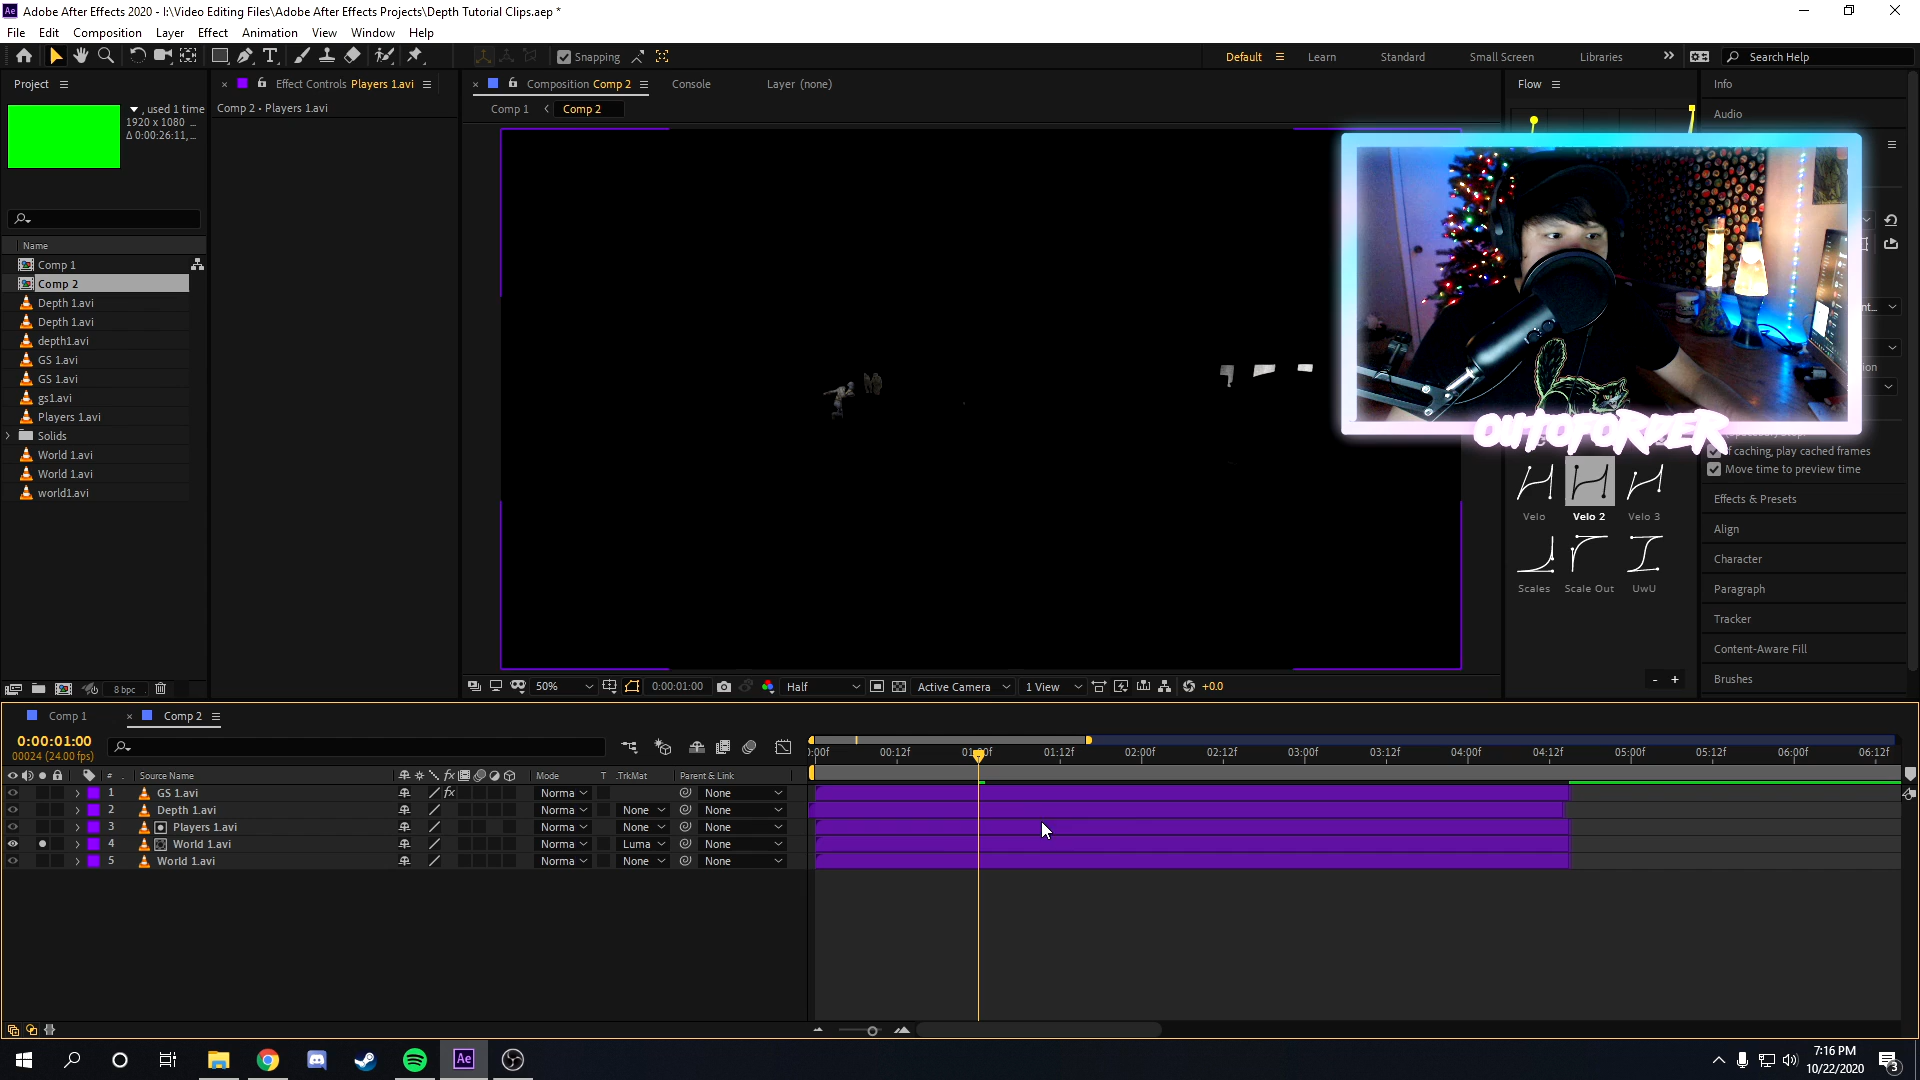 Adobe After Effects 2020 - I:\Video Editing Files\Adobe After Effects Projects\Depth Tutorial Clips.aep *
File Edit Composition Layer Effect Animation View Window Help
Snapping Default Learn Standard Small Screen Libraries Search Help
Project Effect Controls Players 1.avi Composition Comp 2 Console Layer (none) Flow Info
, used 1 time
1920 x 1080 ...
Δ 0:00:26:11, ...
Comp 2 • Players 1.avi
Comp 1 Comp 2
Audio
Name
Comp 1
Comp 2
Depth 1.avi
Depth 1.avi
depth1.avi
GS 1.avi
GS 1.avi
gs1.avi
Players 1.avi
Solids
World 1.avi
World 1.avi
world1.avi
OUTOFORDER
f caching, play cached frames
Move time to preview time
Velo Velo 2 Velo 3
Scales Scale Out UwU
Effects & Presets
Align
Character
Paragraph
Tracker
Content-Aware Fill
Brushes
8 bpc
50% 0:00:01:00 Half Active Camera 1 View +0.0
Comp 1 Comp 2
0:00:01:00
00024 (24.00 fps)
:00f 00:12f 01:00f 01:12f 02:00f 02:12f 03:00f 03:12f 04:00f 04:12f 05:00f 05:12f 06:00f 06:12f
# Source Name Mode T .TrkMat Parent & Link
1 GS 1.avi Norma None
2 Depth 1.avi Norma None None
3 Players 1.avi Norma None None
4 World 1.avi Norma Luma None
5 World 1.avi Norma None None
7:16 PM
10/22/2020
3